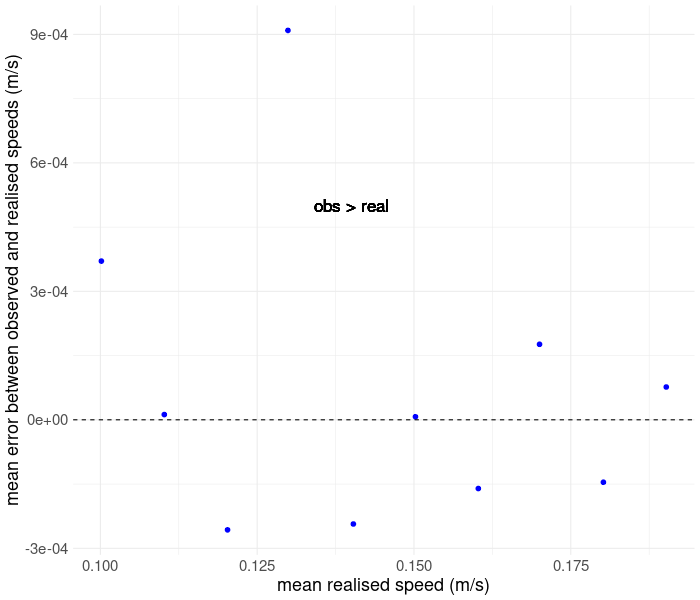 9e-04
6e-04
3e-04
0e+00
-3e-04
mean error between observed and realised speeds (m/s)
obs > real
0.100
0.125
0.150
0.175
mean realised speed (m/s)